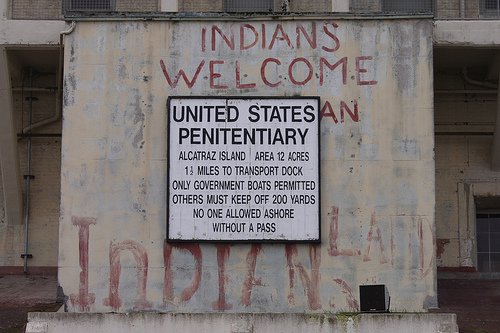 INDIANS
WELCOME
UNITED STATES
PENITENTIARY
ALCATRAZ ISLAND AREA 12 ACRES
1½ MILES TO TRANSPORT DOCK
ONLY GOVERNMENT BOATS PERMITTED
OTHERS MUST KEEP OFF 200 YARDS
NO ONE ALLOWED ASHORE
WITHOUT A PASS
AN
INDIAN LAND